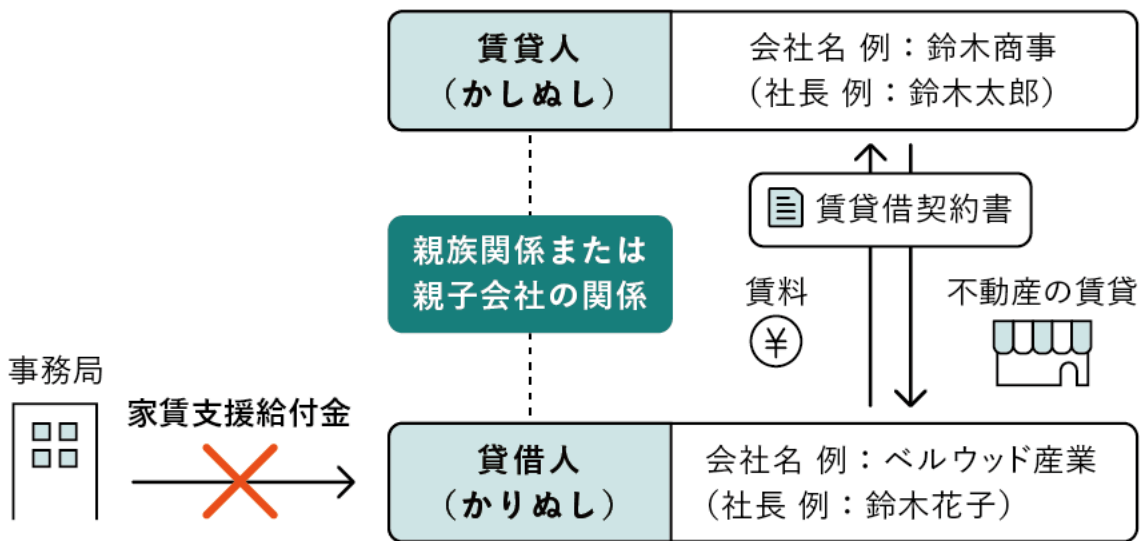 賃貸人
(かしぬし)
会社名 例：鈴木商事
(社長 例：鈴木太郎)
賃貸借契約書
親族関係または
親子会社の関係
賃料
¥
不動産の賃貸
事務局
家賃支援給付金
貸借人
(かりぬし)
会社名 例：ベルウッド産業
(社長 例：鈴木花子)